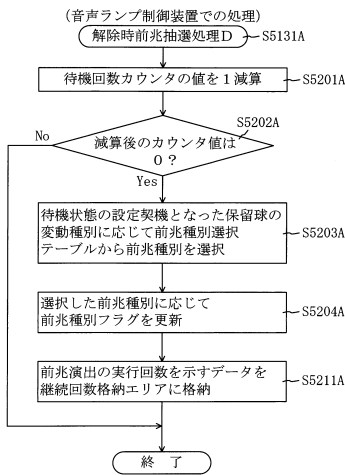 (音声ランプ制御装置での処理)
解除時前兆抽選処理D
S5131A
待機回数カウンタの値を1減算
S5201A
S5202A
No
減算後のカウンタ値は
0?
Yes
待機状態の設定契機となった保留球の
変動種別に応じて前兆種別選択
テーブルから前兆種別を選択
S5203A
選択した前兆種別に応じて
前兆種別フラグを更新
S5204A
前兆演出の実行回数を示すデータを
継続回数格納エリアに格納
S5211A
終了